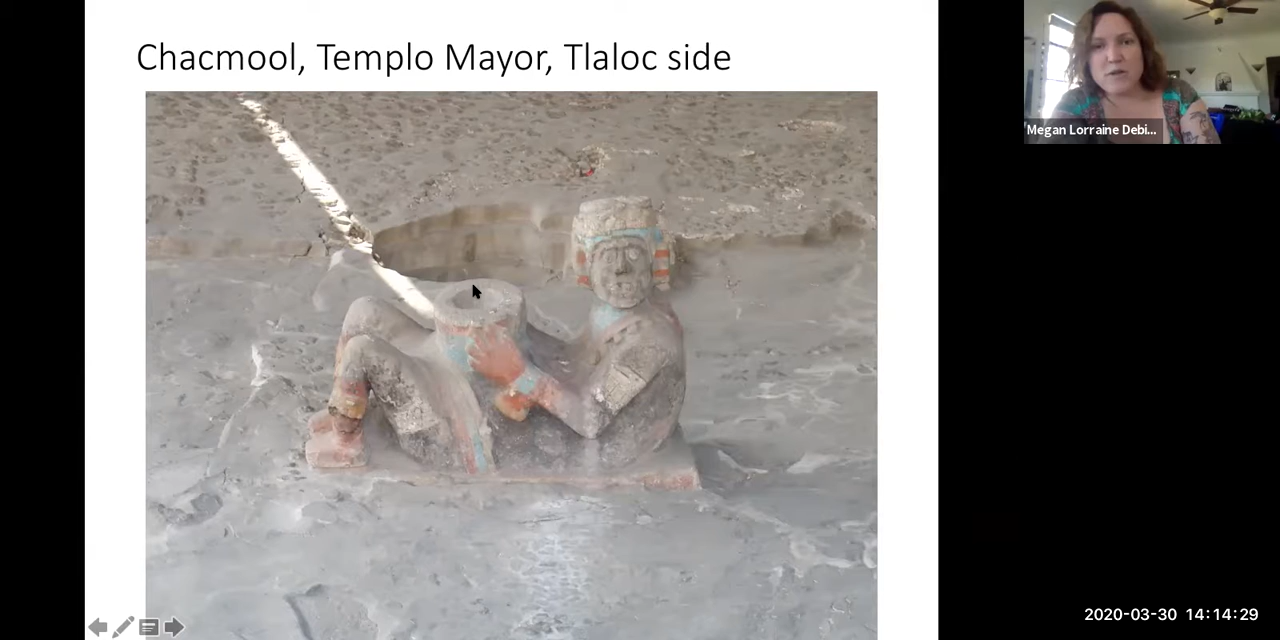 Chacmool, Templo Mayor, Tlaloc side
Megan Lorraine Debi...
2020-03-30 14:14:29